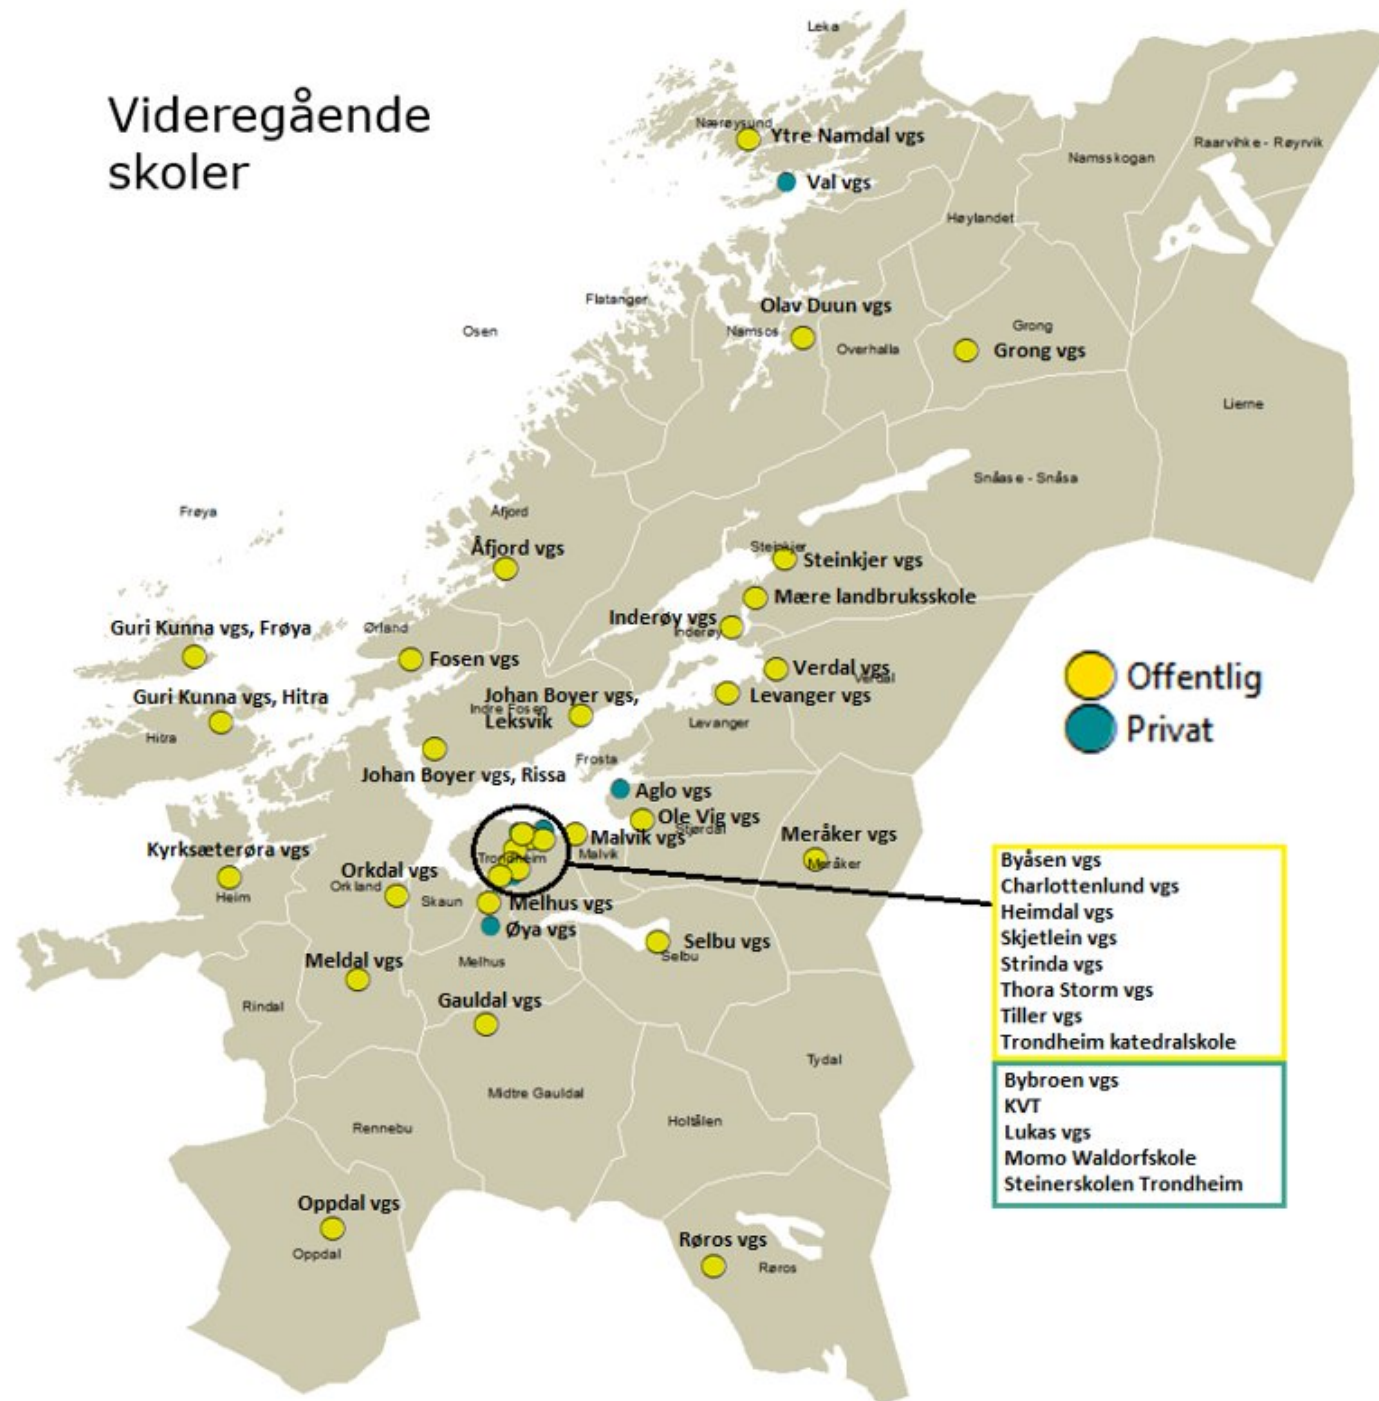 Videregående
skoler
Leka
Nærøysund
Ytre Namdal vgs
Val vgs
Namsskogan
Raarvihke - Røyrvik
Høylandet
Flatanger
Osen
Olav Duun vgs
Namsos
Overhalla
Grong
Grong vgs
Lierne
Snåase - Snåsa
Frøya
Åfjord
Åfjord vgs
Steinkjer
Steinkjer vgs
Mære landbruksskole
Inderøy vgs
Inderøy
Guri Kunna vgs, Frøya
Ørland
Fosen vgs
Verdal vgs
Verdal
Levanger vgs
Levanger
Guri Kunna vgs, Hitra
Hitra
Johan Boyer vgs,
Indre Fosen
Leksvik
Johan Boyer vgs, Rissa
Frosta
Aglo vgs
Ole Vig vgs
Stjørdal
Malvik vgs
Malvik
Trondheim
Meråker vgs
Meråker
Kyrksæterøra vgs
Heim
Orkdal vgs
Orkland
Skaun
Melhus vgs
Øya vgs
Melhus
Selbu vgs
Selbu
Meldal vgs
Rindal
Gauldal vgs
Midtre Gauldal
Tydal
Holtålen
Rennebu
Oppdal vgs
Oppdal
Røros vgs
Røros
Offentlig
Privat
Byåsen vgs
Charlottenlund vgs
Heimdal vgs
Skjetlein vgs
Strinda vgs
Thora Storm vgs
Tiller vgs
Trondheim katedralskole
Bybroen vgs
KVT
Lukas vgs
Momo Waldorfskole
Steinerskolen Trondheim